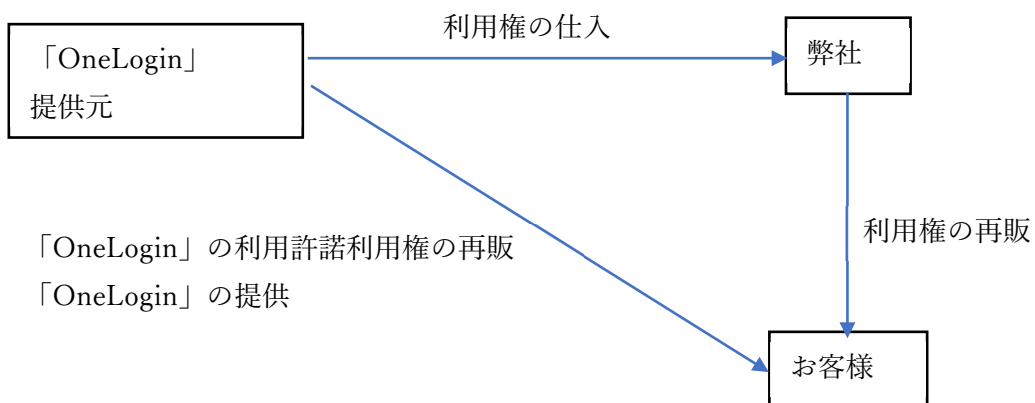 利用権の仕入
「OneLogin」
提供元
弊社
「OneLogin」の利用許諾利用権の再販
「OneLogin」の提供
利用権の再販
お客様